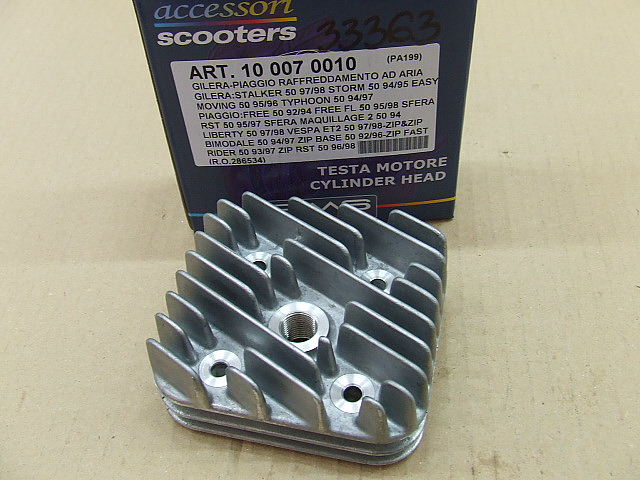 accessori
scooters
33363
ART. 10 007 0010 (PA199)
GILERA-PIAGGIO RAFFREDDAMENTO AD ARIA
GILERA:STALKER 50 97/98 STORM 50 94/95 EASY
MOVING 50 95/96 TYPHOON 50 94/97
PIAGGIO:FREE 50 92/94 FREE FL 50 95/98 SFERA
RST 50 95/97 SFERA MAQUILLAGE 2 50 94
LIBERTY 50 97/98 VESPA ET2 50 97/98-ZIP&ZIP
BIMODALE 50 94/97 ZIP BASE 50 92/96-ZIP FAST
RIDER 50 93/97 ZIP RST 50 96/98
(R.O.286534)
TESTA MOTORE
CYLINDER HEAD